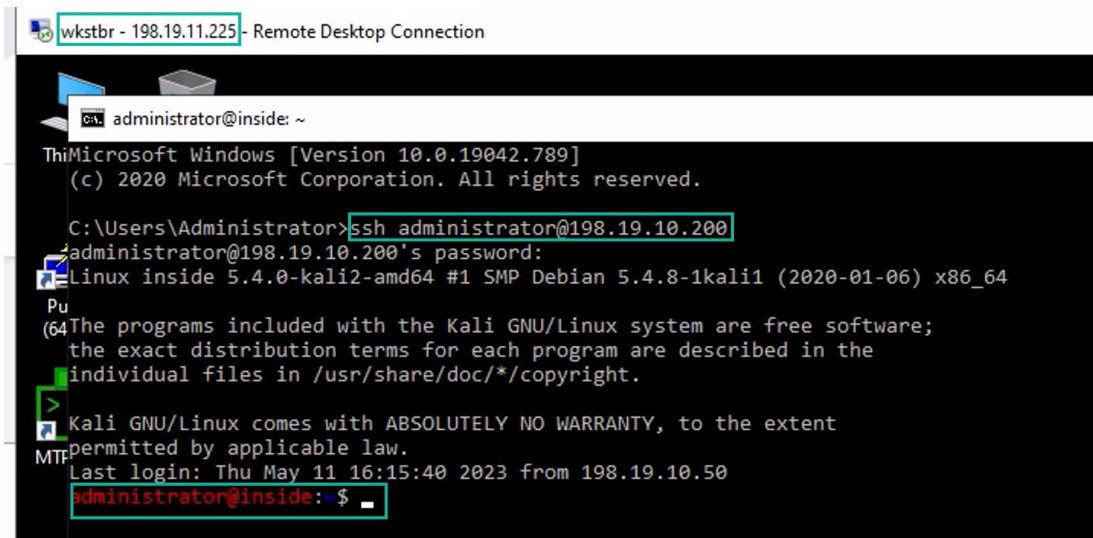 wkstbr - 198.19.11.225 - Remote Desktop Connection
administrator@inside: ~
Thi
Microsoft Windows [Version 10.0.19042.789]
(c) 2020 Microsoft Corporation. All rights reserved.
C:\Users\Administrator>ssh administrator@198.19.10.200
administrator@198.19.10.200's password:
Linux inside 5.4.0-kali2-amd64 #1 SMP Debian 5.4.8-1kali1 (2020-01-06) x86_64
Pu
(64
The programs included with the Kali GNU/Linux system are free software;
the exact distribution terms for each program are described in the
individual files in /usr/share/doc/*/copyright.
Kali GNU/Linux comes with ABSOLUTELY NO WARRANTY, to the extent
permitted by applicable law.
MTP
Last login: Thu May 11 16:15:40 2023 from 198.19.10.50
administrator@inside:~$